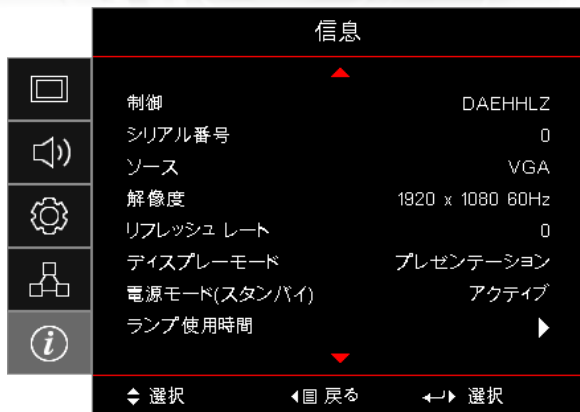 信息
制御 DAEHHLZ
シリアル番号 0
ソース VGA
解像度 1920 x 1080 60Hz
リフレッシュ レート 0
ディスプレーモード プレゼンテーション
電源モード(スタンバイ) アクティブ
ランプ使用時間
選択 戻る 選択